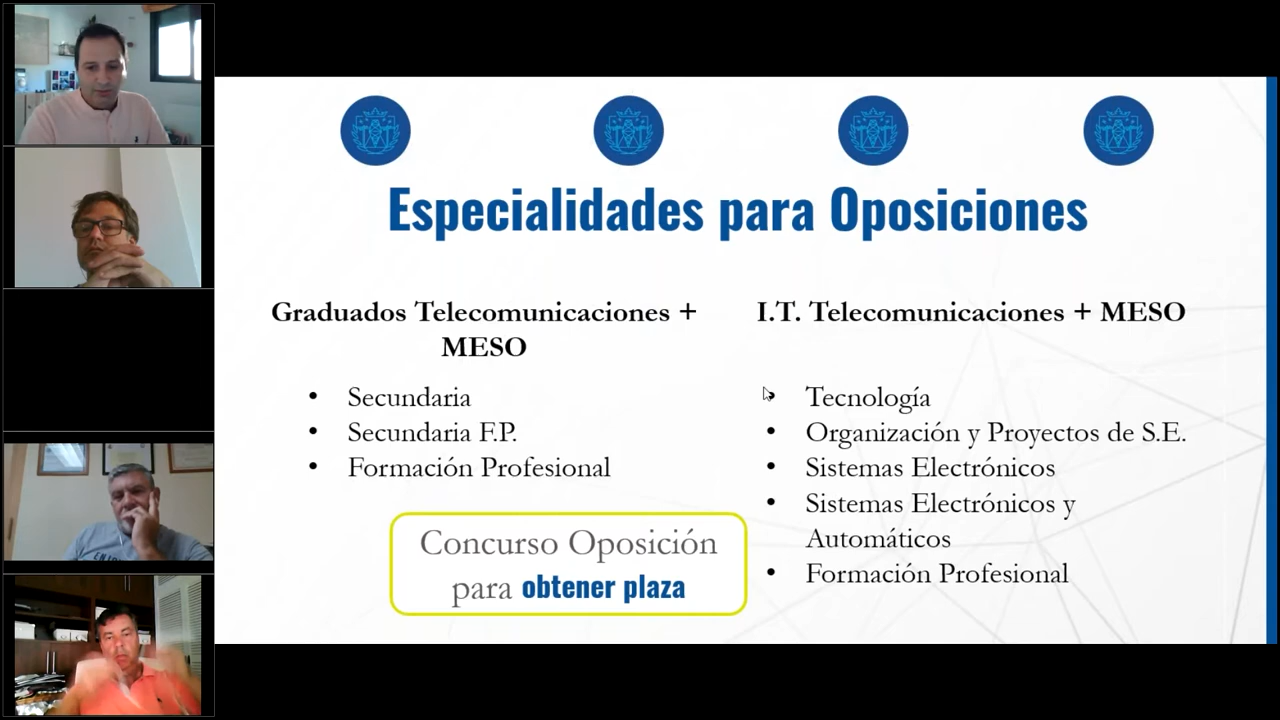 Especialidades para Oposiciones
Graduados Telecomunicaciones +
MESO
• Secundaria
• Secundaria F.P.
• Formación Profesional
I.T. Telecomunicaciones + MESO
• Tecnología
• Organización y Proyectos de S.E.
• Sistemas Electrónicos
• Sistemas Electrónicos y
Automáticos
• Formación Profesional
Concurso Oposición
para obtener plaza